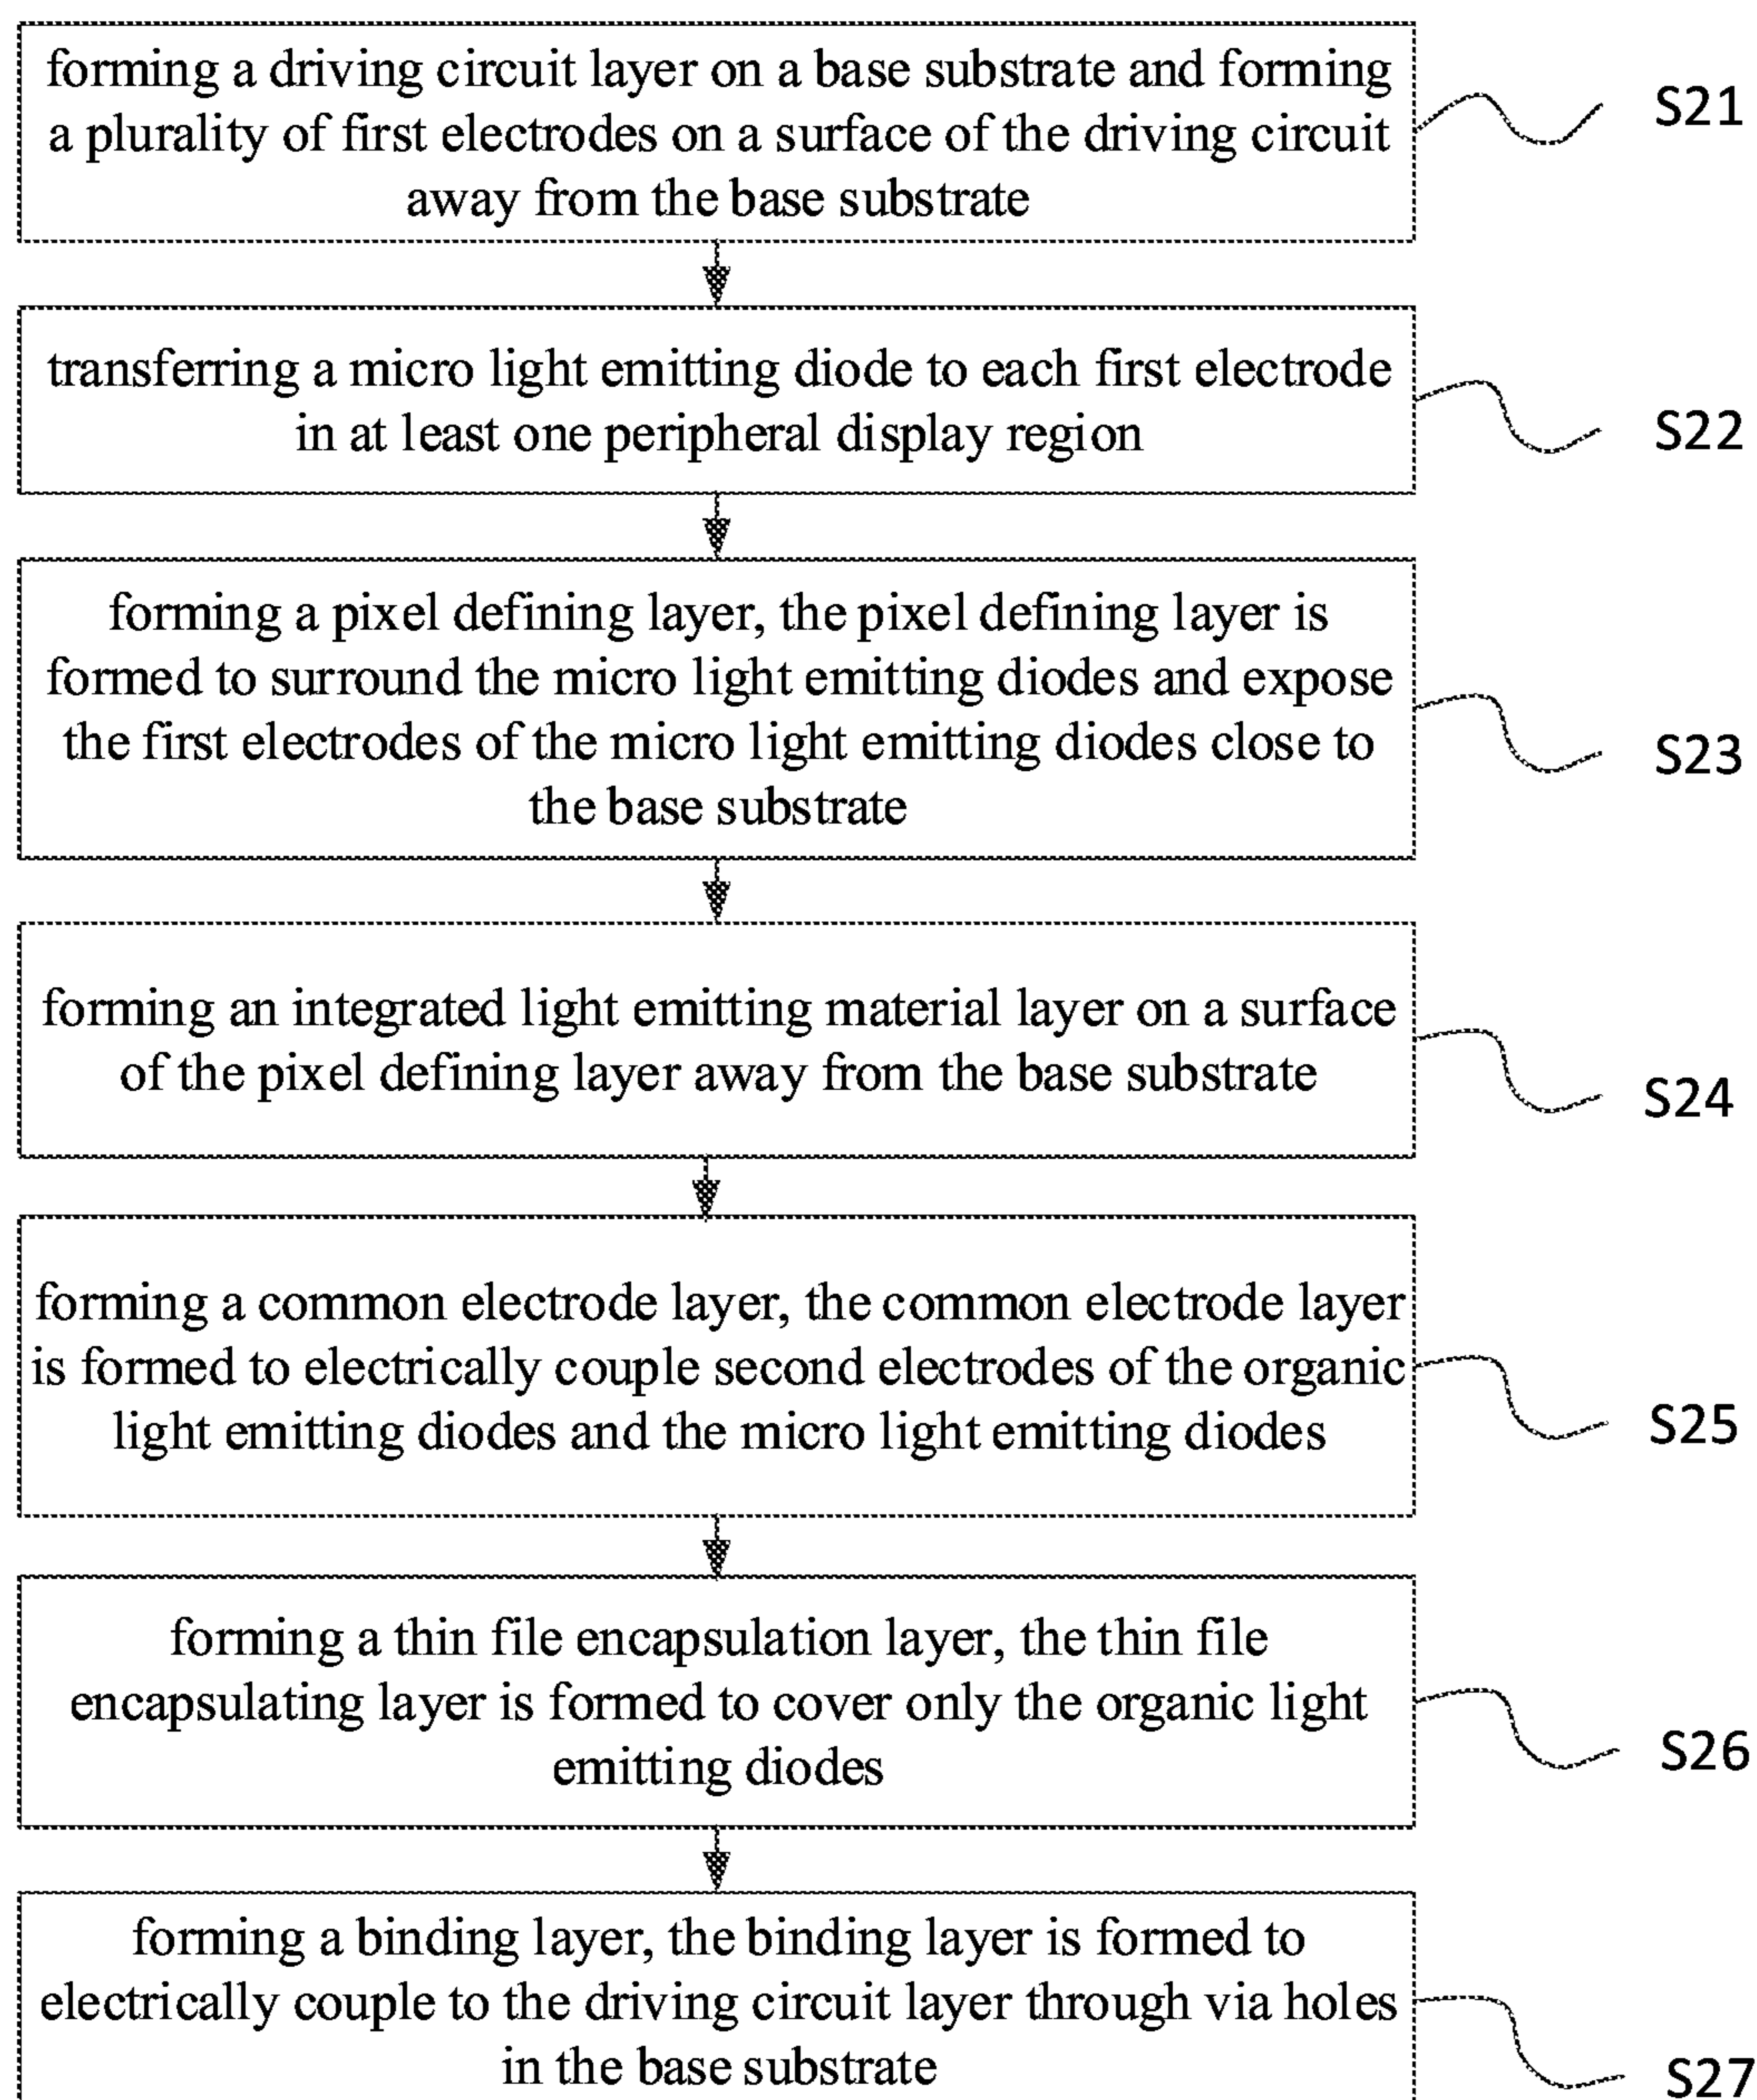 forming a driving circuit layer on a base substrate and forming
a plurality of first electrodes on a surface of the driving circuit
away from the base substrate
S21
transferring a micro light emitting diode to each first electrode
in at least one peripheral display region
S22
forming a pixel defining layer, the pixel defining layer is
formed to surround the micro light emitting diodes and expose
the first electrodes of the micro light emitting diodes close to
the base substrate
S23
forming an integrated light emitting material layer on a surface
of the pixel defining layer away from the base substrate
S24
forming a common electrode layer, the common electrode layer
is formed to electrically couple second electrodes of the organic
light emitting diodes and the micro light emitting diodes
S25
forming a thin file encapsulation layer, the thin file
encapsulating layer is formed to cover only the organic light
emitting diodes
S26
forming a binding layer, the binding layer is formed to
electrically couple to the driving circuit layer through via holes
in the base substrate
S27